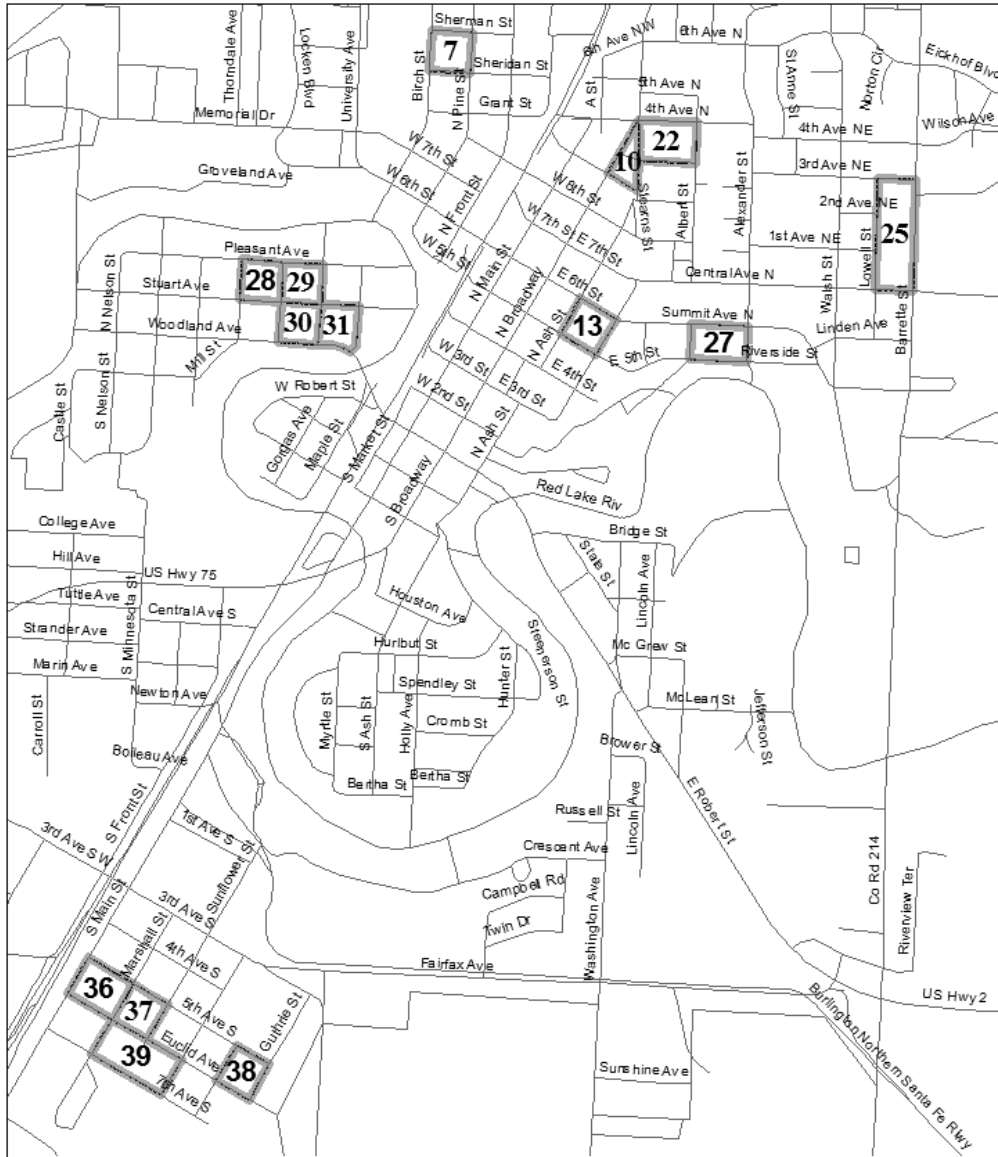 Sherman St
6th Ave NW
6th Ave N
Thorndale Ave
Locken Blvd
University Ave
Birch St
7
N Pine St
Sheridan St
Grant St
A St
5th Ave N
4th Ave N
St Anne St
Norton Cir
Eickhof Blvd
Wilson Ave
Memorial Dr
4th Ave NE
3rd Ave NE
2nd Ave NE
1st Ave NE
W 7th St
W 6th St
22
10
Groveland Ave
N Front St
W 8th St
W 7th St
E 7th St
Stearns St
Albert St
Alexander St
25
W 5th St
Pleasant Ave
N Nelson St
Stuart Ave
28
29
N Main St
N Broadway
E 6th St
Central Ave N
Walsh St
Lowell St
Barrette St
Woodland Ave
30
31
Mill St
N Ash St
13
Summit Ave N
27
Linden Ave
Riverside St
E 5th St
E 4th St
W 3rd St
E 3rd St
W 2nd St
W Robert St
Castle St
S Nelson St
Gorgas Ave
Maple St
S Market St
N Ash St
S Broadway
Red Lake Riv
College Ave
Bridge St
Hill Ave
US Hwy 75
State St
Lincoln Ave
Tuttle Ave
Central Ave S
S Minnesota St
Houston Ave
Strander Ave
Hurlbut St
Steenerson St
Mc Grew St
Marin Ave
Newton Ave
Spendley St
Hunter St
McLean St
Carroll St
Myrtle St
S Ash St
Holly Ave
Cromb St
Jefferson St
Boileau Ave
Brower St
Bertha St
Bertha St
S Front St
Russell St
Lincoln Ave
E Robert St
3rd Ave S W
1st Ave S
Sunflower St
Crescent Ave
Co Rd 214
Riverview Ter
Campbell Rd
Twin Dr
Washington Ave
S Main St
3rd Ave S
Marshall St
4th Ave S
Fairfax Ave
36
37
5th Ave S
Guthrie St
US Hwy 2
Burlington Northern Santa Fe Rlwy
39
Euclid Ave
38
7th Ave S
Sunshine Ave